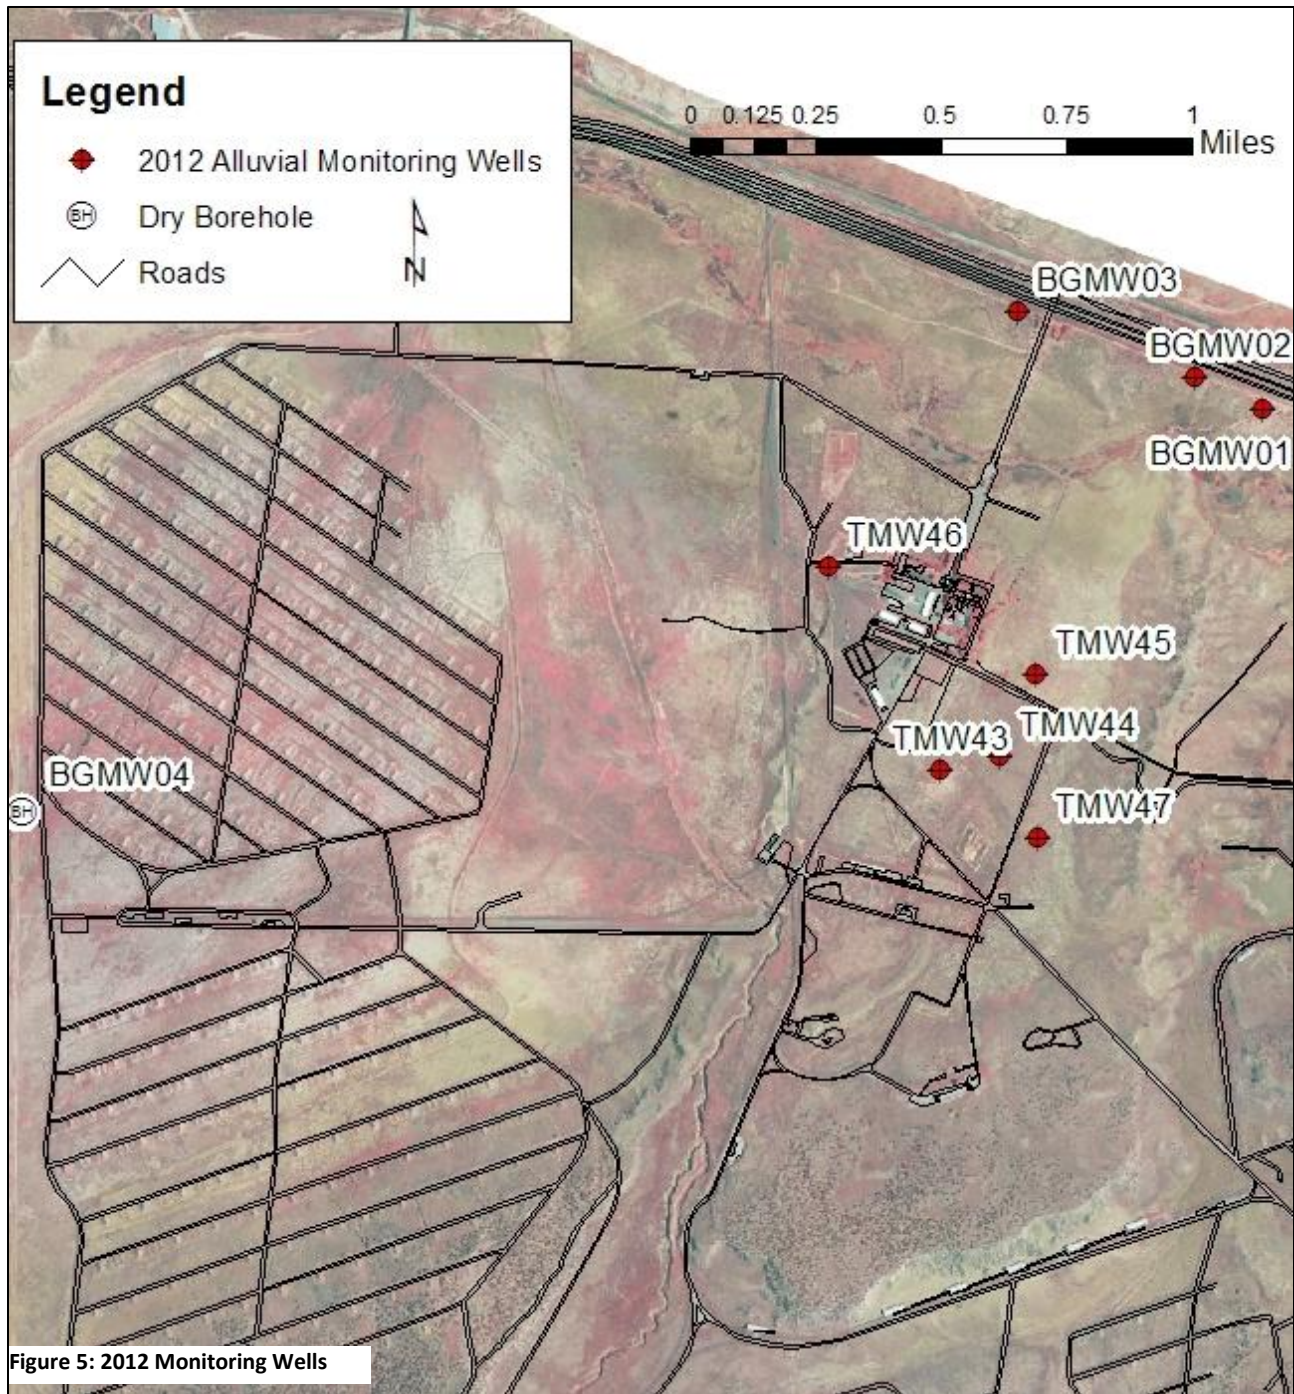 Legend
2012 Alluvial Monitoring Wells
BH Dry Borehole
Roads
N
0 0.125 0.25 0.5 0.75 1
Miles
BGMW03
BGMW02
BGMW01
TMW46
TMW45
TMW44
TMW43
BGMW04
BH
TMW47
Figure 5: 2012 Monitoring Wells